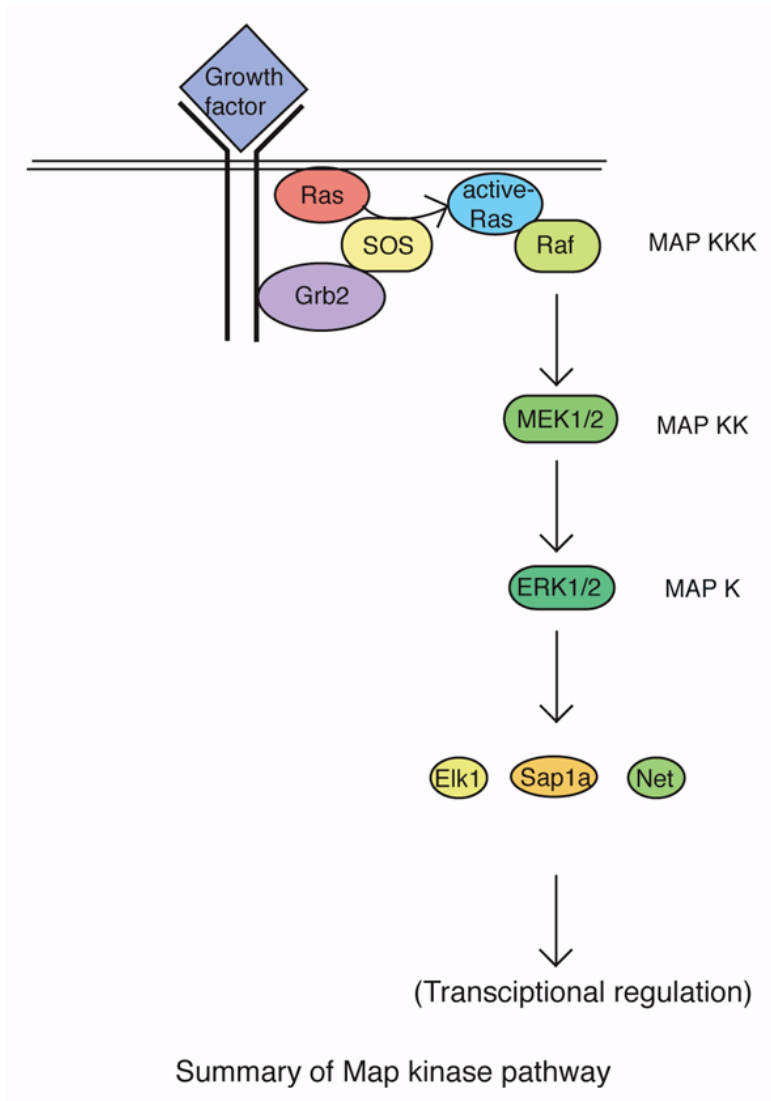 Growth
factor
Ras
active-
Ras
SOS
Raf
MAP KKK
Grb2
MEK1/2
MAP KK
ERK1/2
MAP K
Elk1
Sap1a
Net
(Transciptional regulation)
Summary of Map kinase pathway